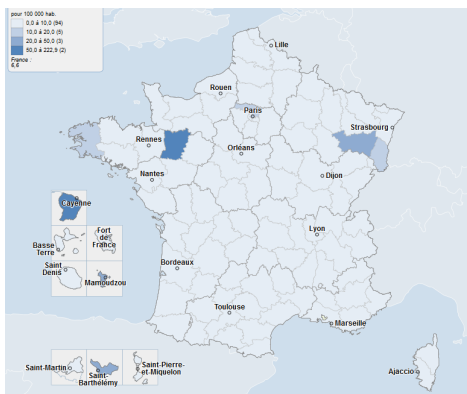 pour 100 000 hab.
0,0 à 10,0 (94)
10,0 à 20,0 (5)
20,0 à 50,0 (3)
50,0 à 222,9 (2)
France :
6,6
Lille
Rouen
Paris
Strasbourg
Rennes
Orléans
Nantes
Dijon
Cayenne
Lyon
Basse
Terre
Fort
de
France
Saint
Denis
Mamoudzou
Bordeaux
Toulouse
Marseille
Saint-Martin
Saint-
Barthélémy
Saint-Pierre-
et-Miquelon
Ajaccio